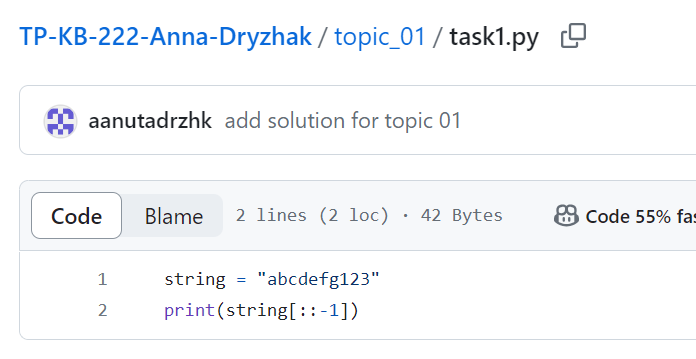 TP-KB-222-Anna-Dryzhak / topic_01 / task1.py
aanutadrzhk add solution for topic 01
Code Blame 2 lines (2 loc) · 42 Bytes Code 55% fas
1 string = "abcdefg123"
2 print(string[::-1])